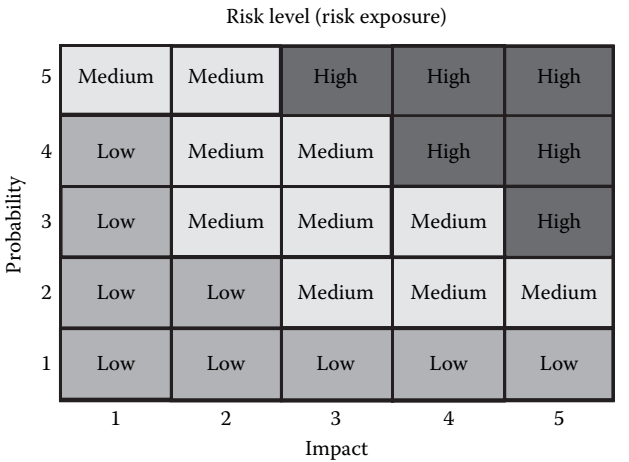 Risk level (risk exposure)
5 Medium Medium High High High
4 Low Medium Medium High High
Probability
3 Low Medium Medium Medium High
2 Low Low Medium Medium Medium
1 Low Low Low Low Low
1 2 3 4 5
Impact